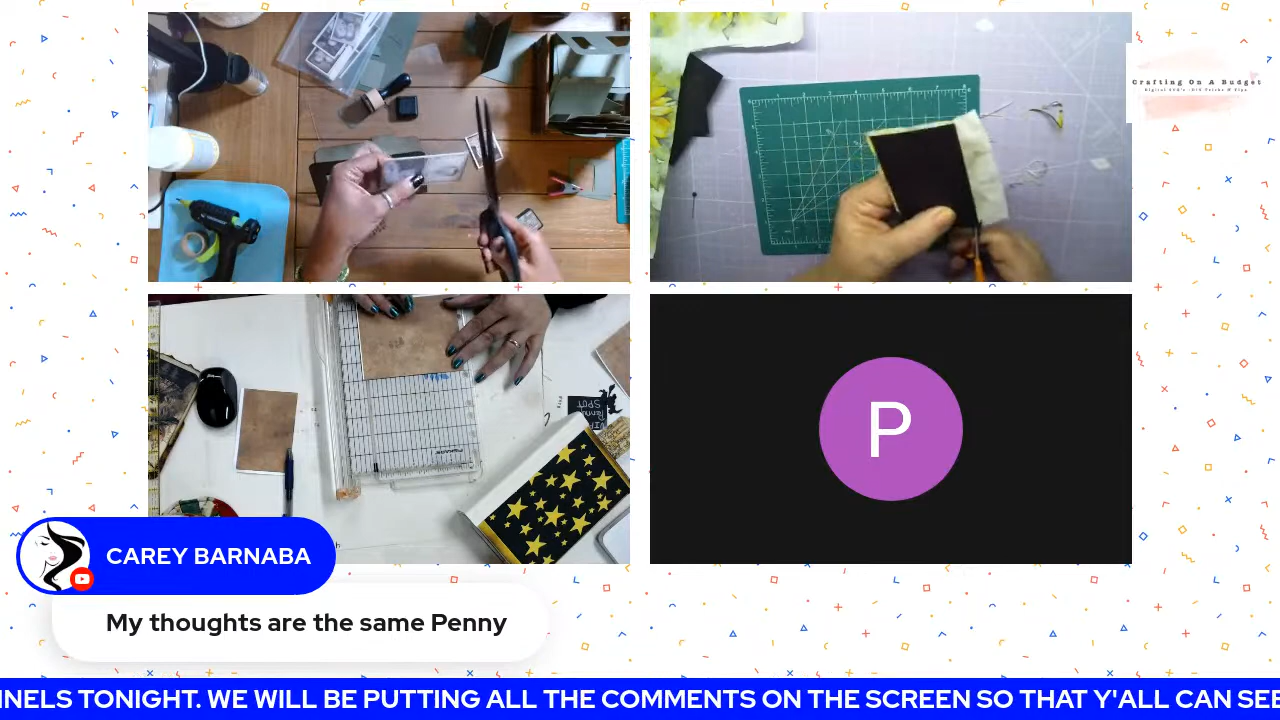 Crafting On A Budget
P
CAREY BARNABA
My thoughts are the same Penny
NNELS TONIGHT. WE WILL BE PUTTING ALL THE COMMENTS ON THE SCREEN SO THAT Y'ALL CAN SEE